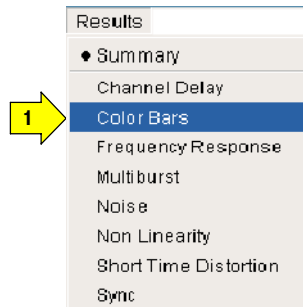 Results
Summary
Channel Delay
1
Color Bars
Frequency Response
Multiburst
Noise
Non Linearity
Short Time Distortion
Sync